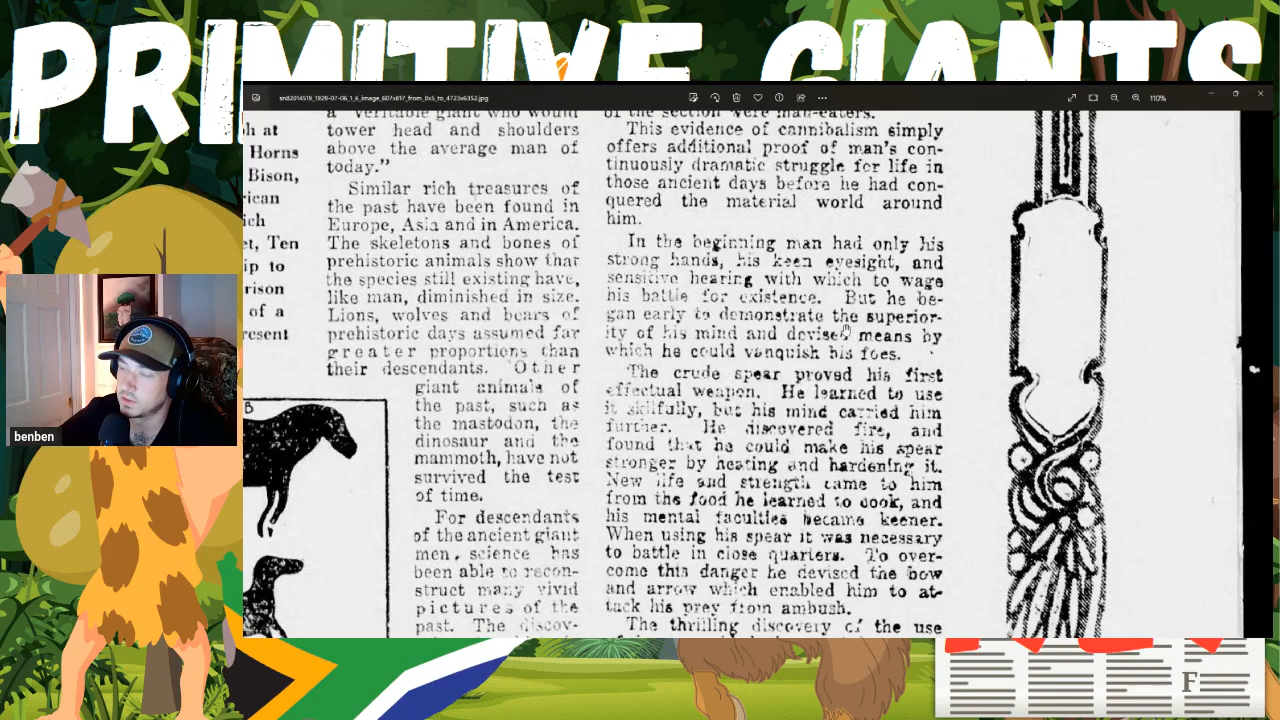 PRIMITIVE GIANTS
sn82014519_1929-07-06_1_6_image_607x817_from_0x5_to_4723x6352.jpg
110%
h at
Horns
Bison,
rican
ich
et, Ten
ip to
rison
of a
resent
B
a "veritable giant who would
tower head and shoulders
above the average man of
today."
Similar rich treasures of
the past have been found in
Europe, Asia and in America.
The skeletons and bones of
prehistoric animals show that
the species still existing have,
like man, diminished in size.
Lions, wolves and bears of
prehistoric days assumed far
greater proportions than
their descendants. Other
giant animals of
the past, such as
the mastodon, the
dinosaur and the
mammoth, have not
survived the test
of time.
For descendants
of the ancient giant
men, science has
been able to recon-
struct many vivid
pictures of the
past. The discov-
of the section were man-eaters.
This evidence of cannibalism simply
offers additional proof of man's con-
tinuously dramatic struggle for life in
those ancient days before he had con-
quered the material world around
him.
In the beginning man had only his
strong hands, his keen eyesight, and
sensitive hearing with which to wage
his battle for existence. But he be-
gan early to demonstrate the superior-
ity of his mind and devised means by
which he could vanquish his foes.
The crude spear proved his first
effectual weapon. He learned to use
it skilfully, but his mind carried him
further. He discovered fire, and
found that he could make his spear
stronger by heating and hardening it.
New life and strength came to him
from the food he learned to cook, and
his mental faculties became keener.
When using his spear it was necessary
to battle in close quarters. To over-
come this danger he devised the bow
and arrow which enabled him to at-
tack his prey from ambush.
The thrilling discovery of the use
benben
F